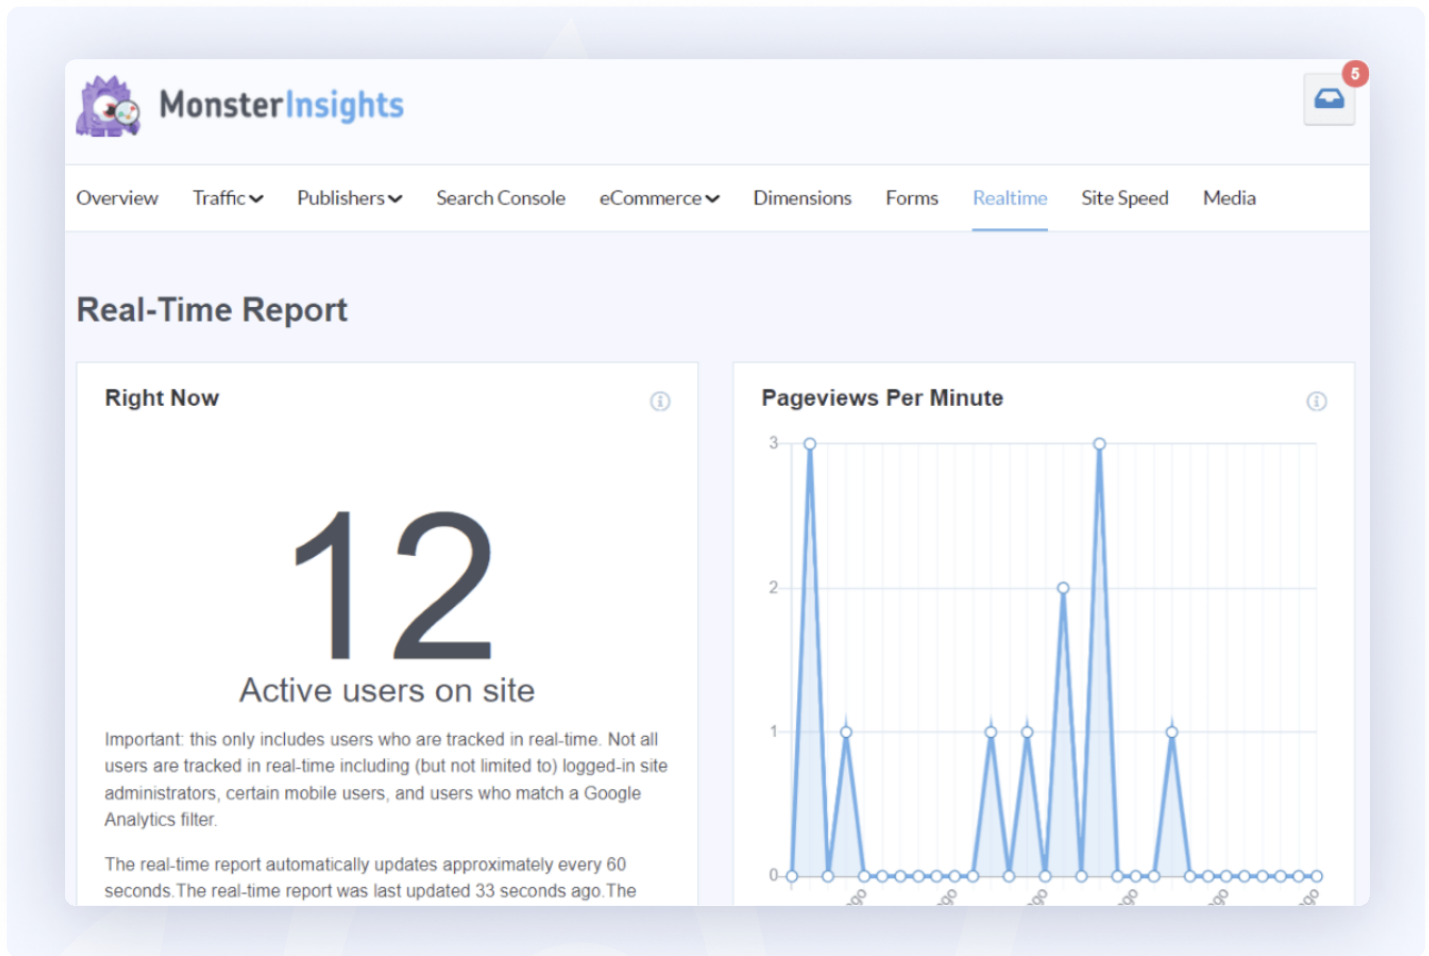 MonsterInsights
5
Overview Traffic Publishers Search Console eCommerce Dimensions Forms Realtime Site Speed Media
Real-Time Report
Right Now
12
Active users on site
Important: this only includes users who are tracked in real-time. Not all
users are tracked in real-time including (but not limited to) logged-in site
administrators, certain mobile users, and users who match a Google
Analytics filter.
The real-time report automatically updates approximately every 60
seconds.The real-time report was last updated 33 seconds ago.The
Pageviews Per Minute
3
2
1
0